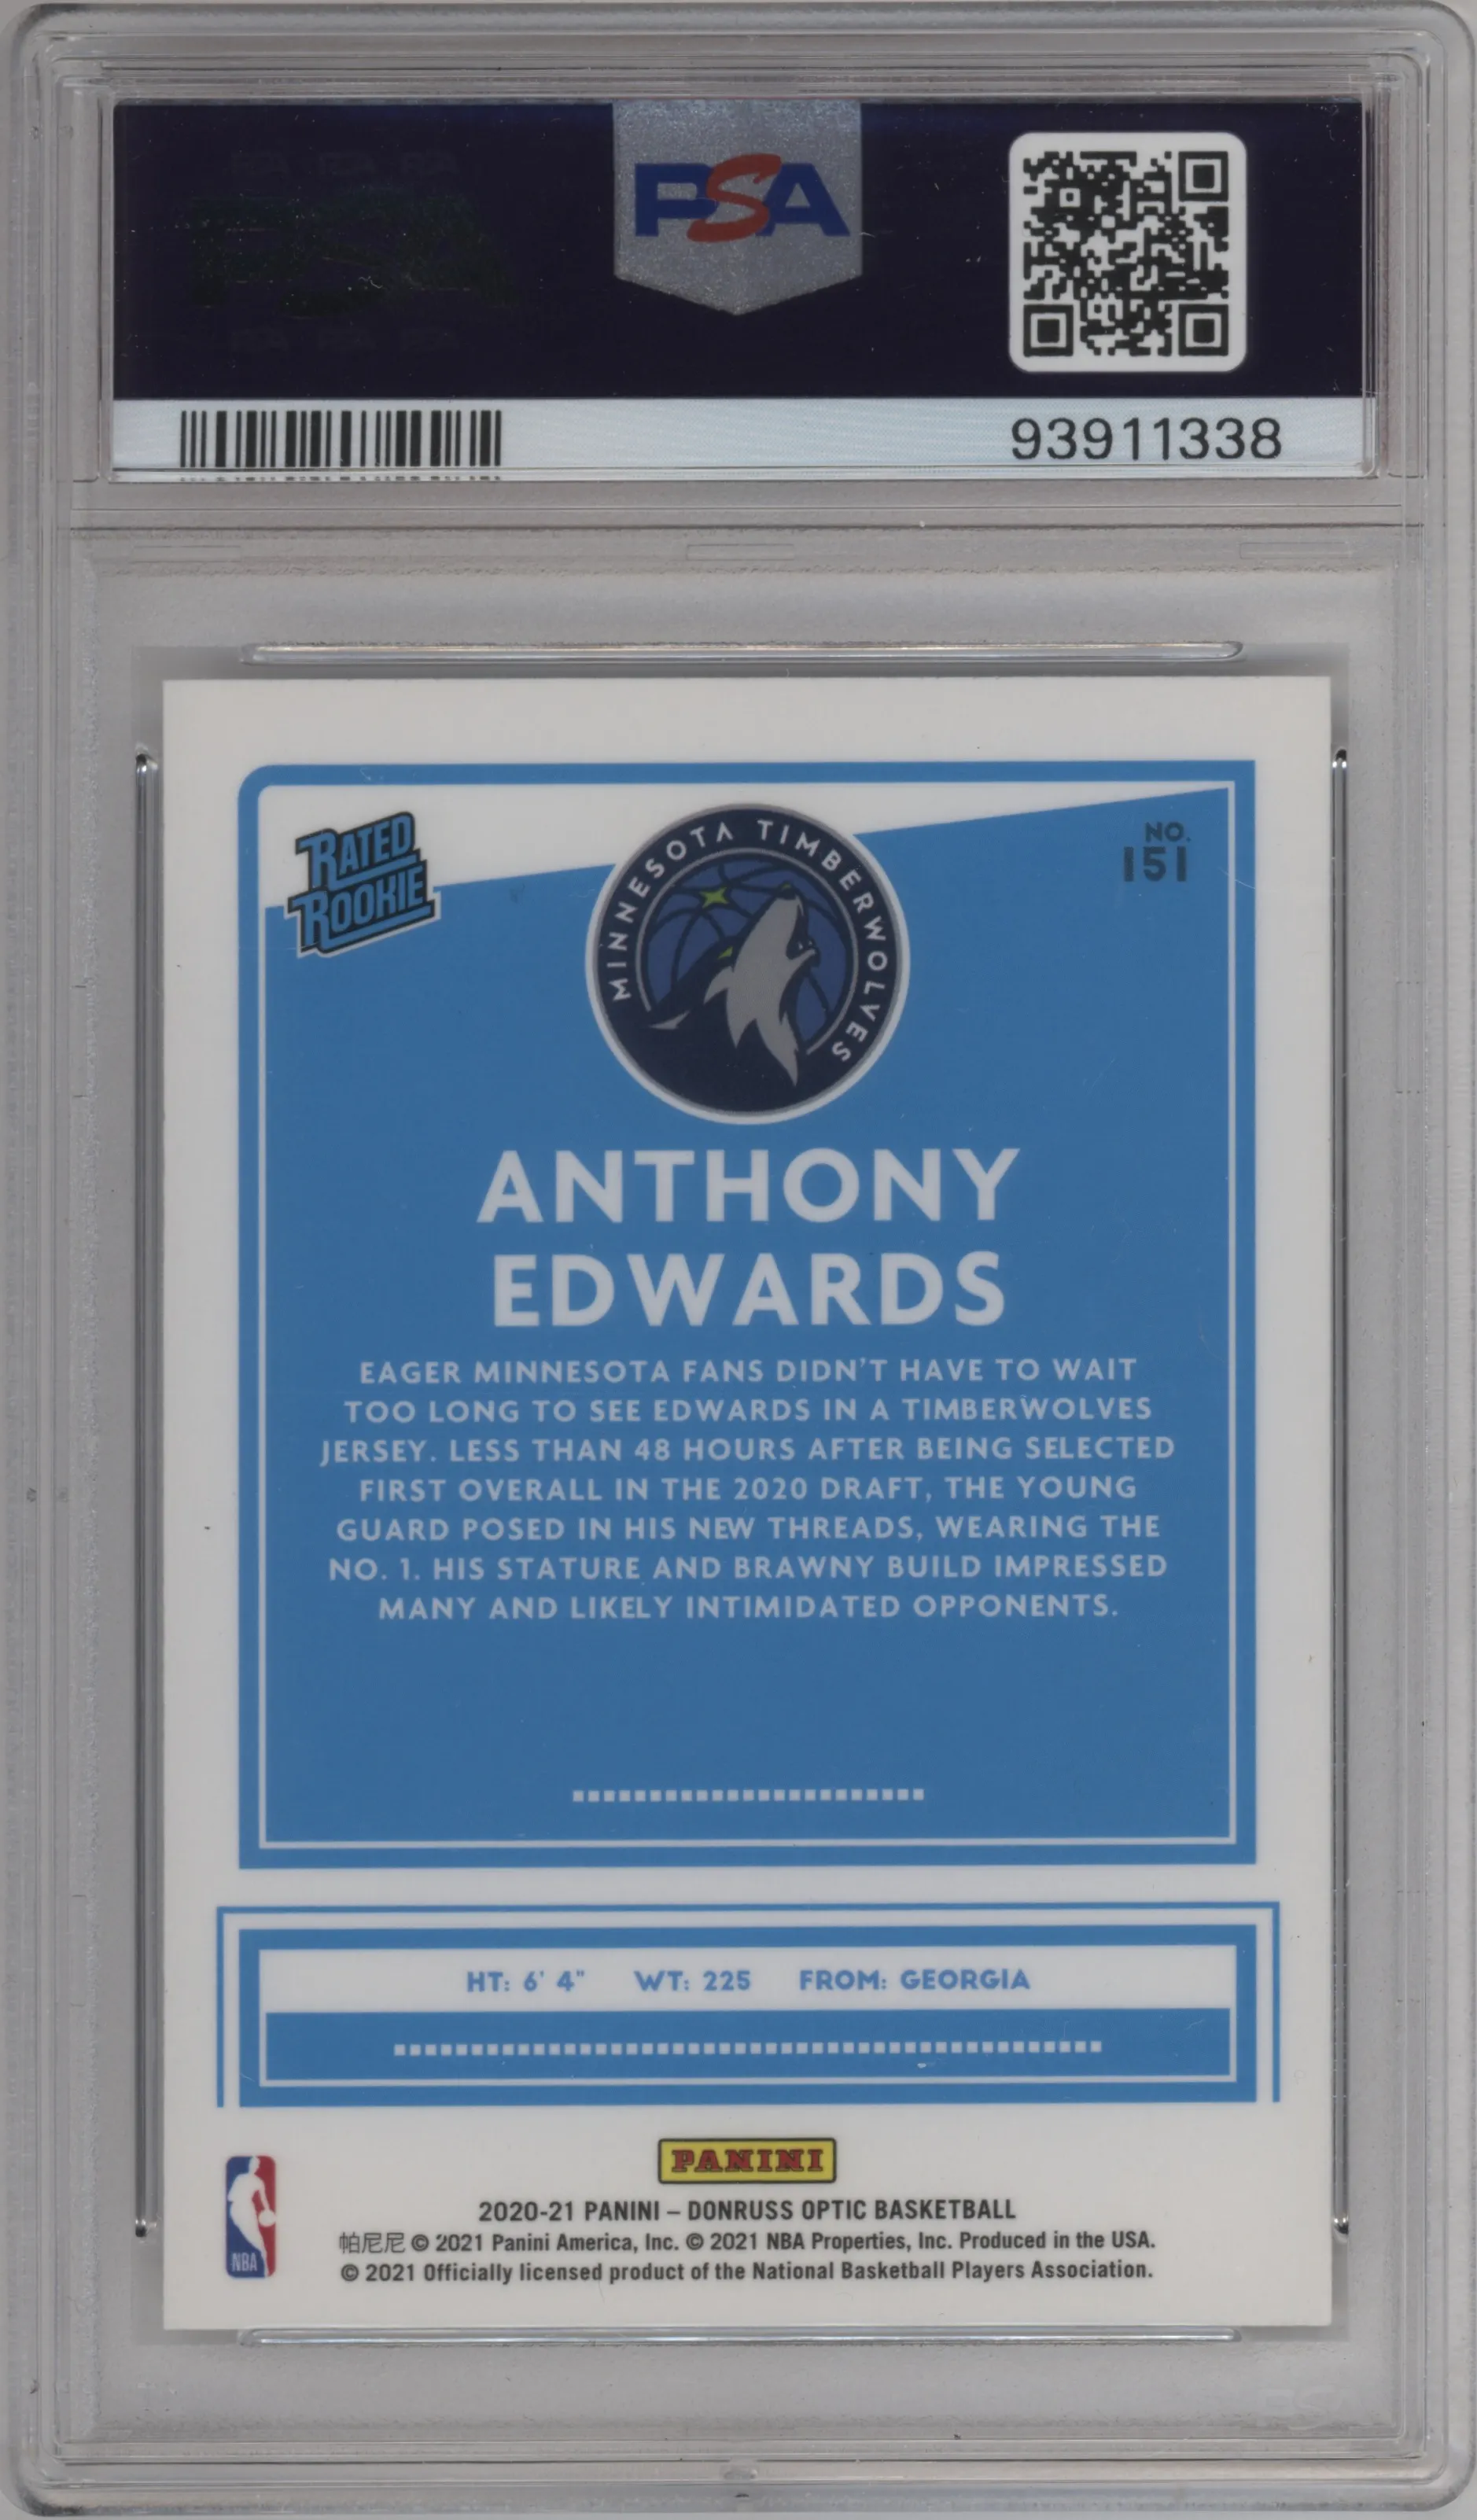 PSA
93911338
RATED
ROOKIE
MINNESOTA TIMBERWOLVES
NO.
151
ANTHONY
EDWARDS
EAGER MINNESOTA FANS DIDN'T HAVE TO WAIT
TOO LONG TO SEE EDWARDS IN A TIMBERWOLVES
JERSEY. LESS THAN 48 HOURS AFTER BEING SELECTED
FIRST OVERALL IN THE 2020 DRAFT, THE YOUNG
GUARD POSED IN HIS NEW THREADS, WEARING THE
NO. 1. HIS STATURE AND BRAWNY BUILD IMPRESSED
MANY AND LIKELY INTIMIDATED OPPONENTS.
HT: 6' 4" WT: 225 FROM: GEORGIA
PANINI
2020-21 PANINI – DONRUSS OPTIC BASKETBALL
帕尼尼 © 2021 Panini America, Inc. © 2021 NBA Properties, Inc. Produced in the USA.
© 2021 Officially licensed product of the National Basketball Players Association.
NBA